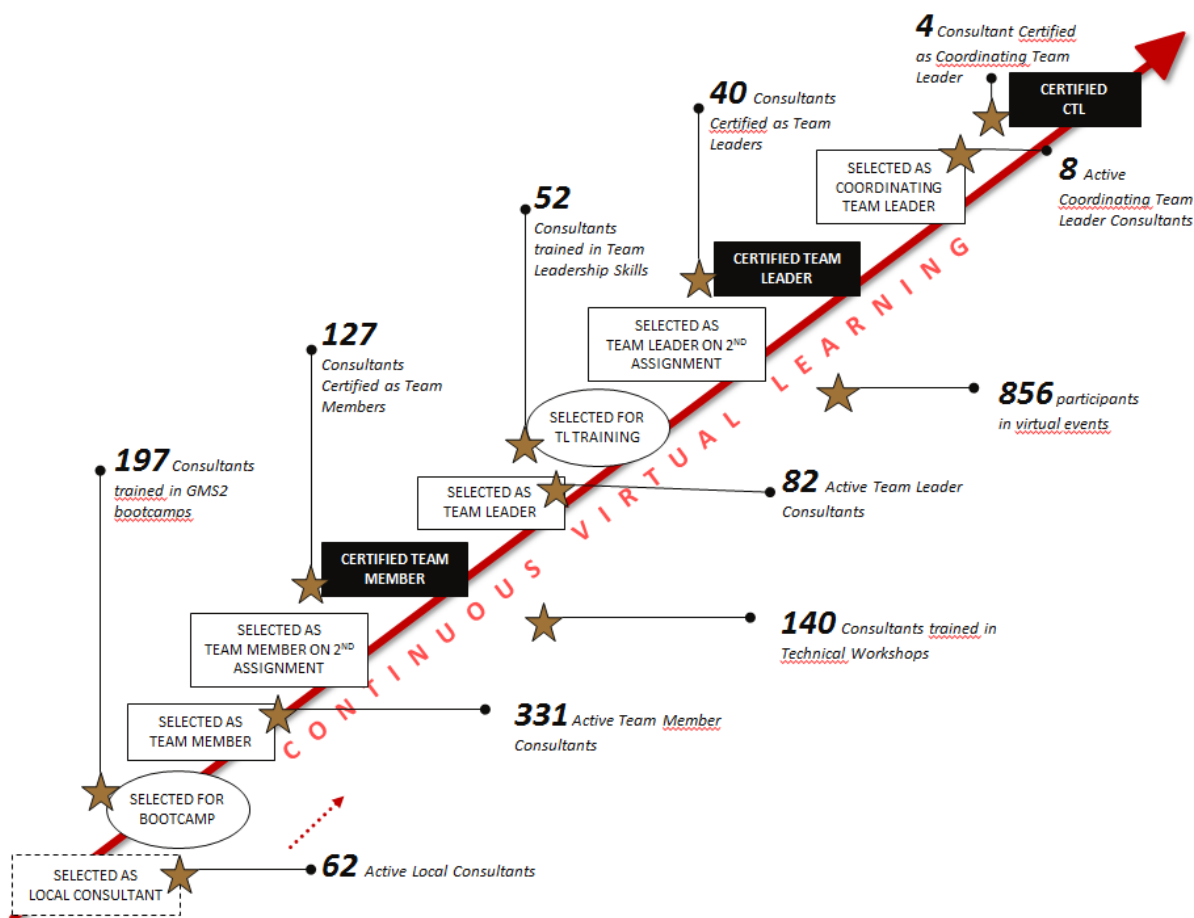 4 Consultant Certified
as Coordinating Team
Leader
CERTIFIED
CTL
40 Consultants
Certified as Team
Leaders
SELECTED AS
COORDINATING
TEAM LEADER
8 Active
Coordinating Team
Leader Consultants
52
Consultants
trained in Team
Leadership Skills
CERTIFIED TEAM
LEADER
SELECTED AS
TEAM LEADER ON 2ND
ASSIGNMENT
127
Consultants
Certified as Team
Members
856 participants
in virtual events
SELECTED FOR
TL TRAINING
197 Consultants
trained in GMS2
bootcamps
SELECTED AS
TEAM LEADER
82 Active Team Leader
Consultants
CERTIFIED TEAM
MEMBER
CONTINUOUS VIRTUAL LEARNING
SELECTED AS
TEAM MEMBER ON 2ND
ASSIGNMENT
140 Consultants trained in
Technical Workshops
SELECTED AS
TEAM MEMBER
331 Active Team Member
Consultants
SELECTED FOR
BOOTCAMP
SELECTED AS
LOCAL CONSULTANT
62 Active Local Consultants